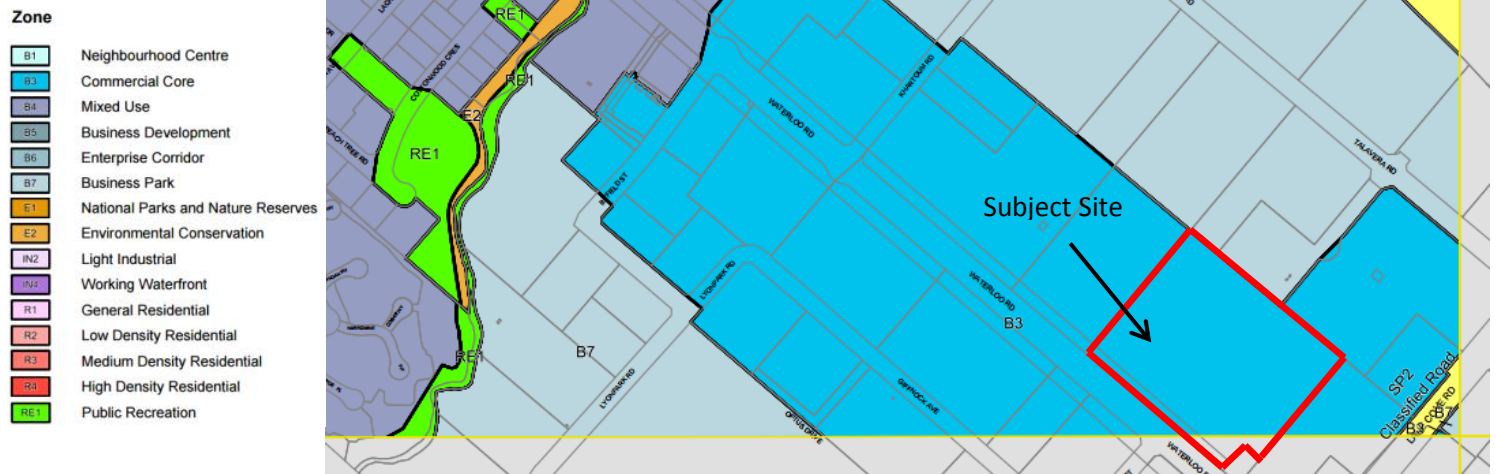 Zone
B1 Neighbourhood Centre
B3 Commercial Core
B4 Mixed Use
B5 Business Development
B6 Enterprise Corridor
B7 Business Park
E1 National Parks and Nature Reserves
E2 Environmental Conservation
IN2 Light Industrial
IN4 Working Waterfront
R1 General Residential
R2 Low Density Residential
R3 Medium Density Residential
R4 High Density Residential
RE1 Public Recreation
RE1
RE1
E2
RE1
WATERLOO RD
KHARTOUM RD
TALAVERA RD
Subject Site
LYONPARK RD
WATERLOO RD
B3
B7
RE1
LYONPARK RD
GIFFNOCK AVE
OPTUS DRIVE
SP2
Classified Road
WATERLOO